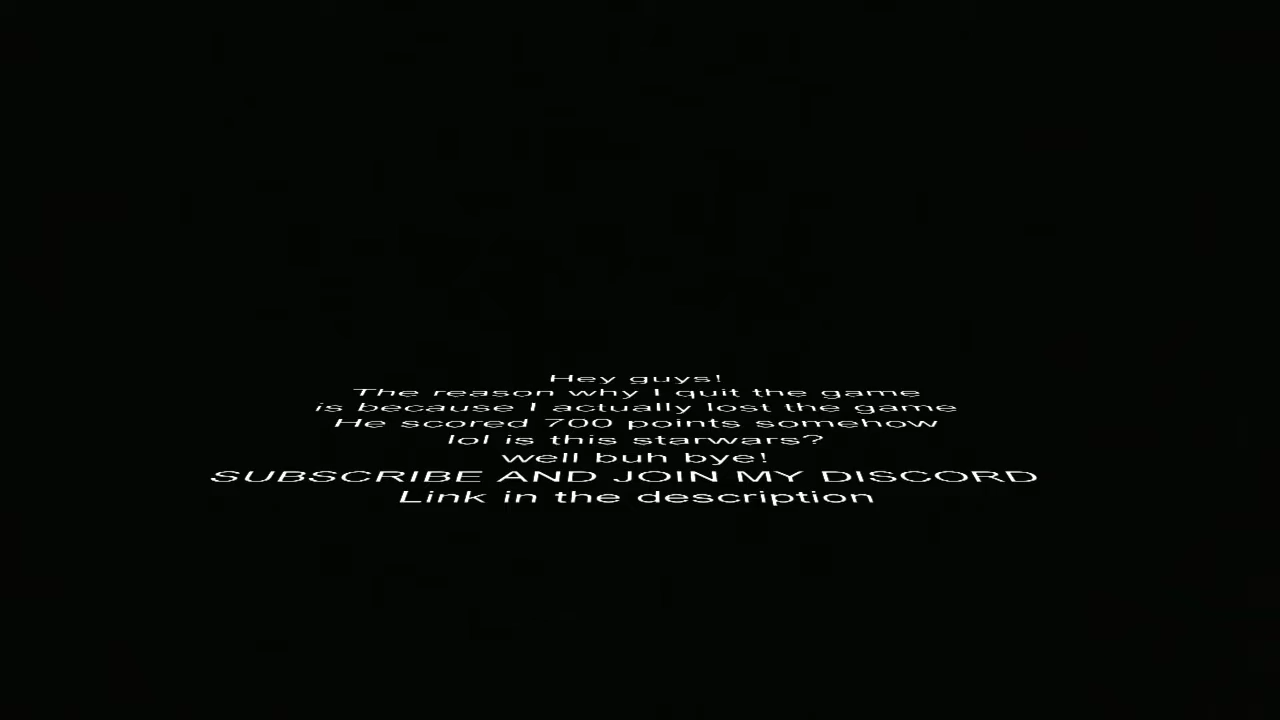 Hey guys!
The reason why I quit the game
is because I actually lost the game
He scored 700 points somehow
lol is this starwars?
well buh bye!
SUBSCRIBE AND JOIN MY DISCORD
Link in the description